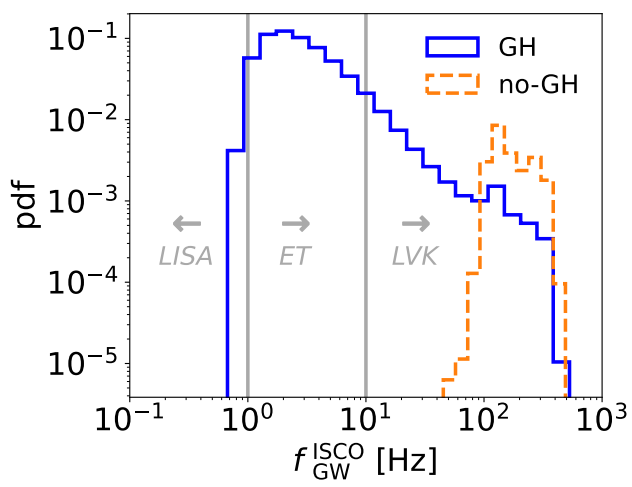 10⁻¹
10⁻²
10⁻³
10⁻⁴
10⁻⁵
pdf
GH
no-GH
← → →
LISA ET LVK
10⁻¹ 10⁰ 10¹ 10² 10³
f_GW^ISCO [Hz]